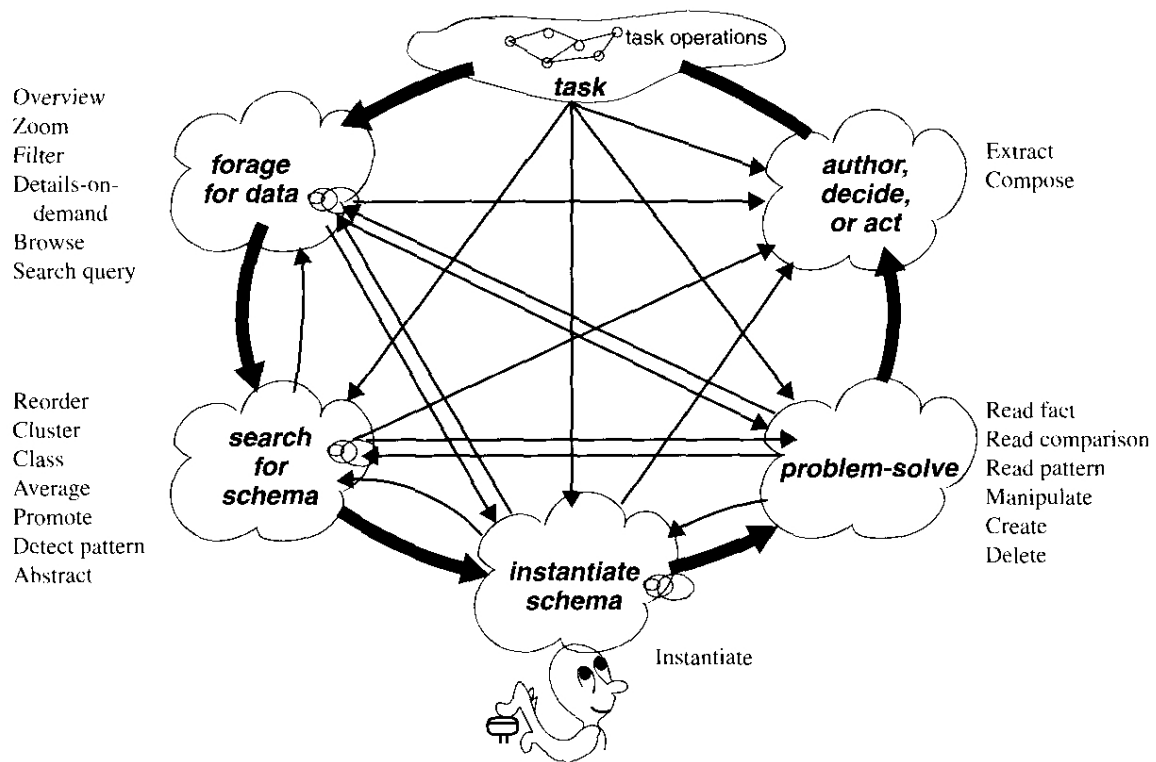 task operations
task
Overview
Zoom
Filter
Details-on-
demand
Browse
Search query
forage
for data
author,
decide,
or act
Extract
Compose
Reorder
Cluster
Class
Average
Promote
Detect pattern
Abstract
search
for
schema
problem-solve
Read fact
Read comparison
Read pattern
Manipulate
Create
Delete
instantiate
schema
Instantiate